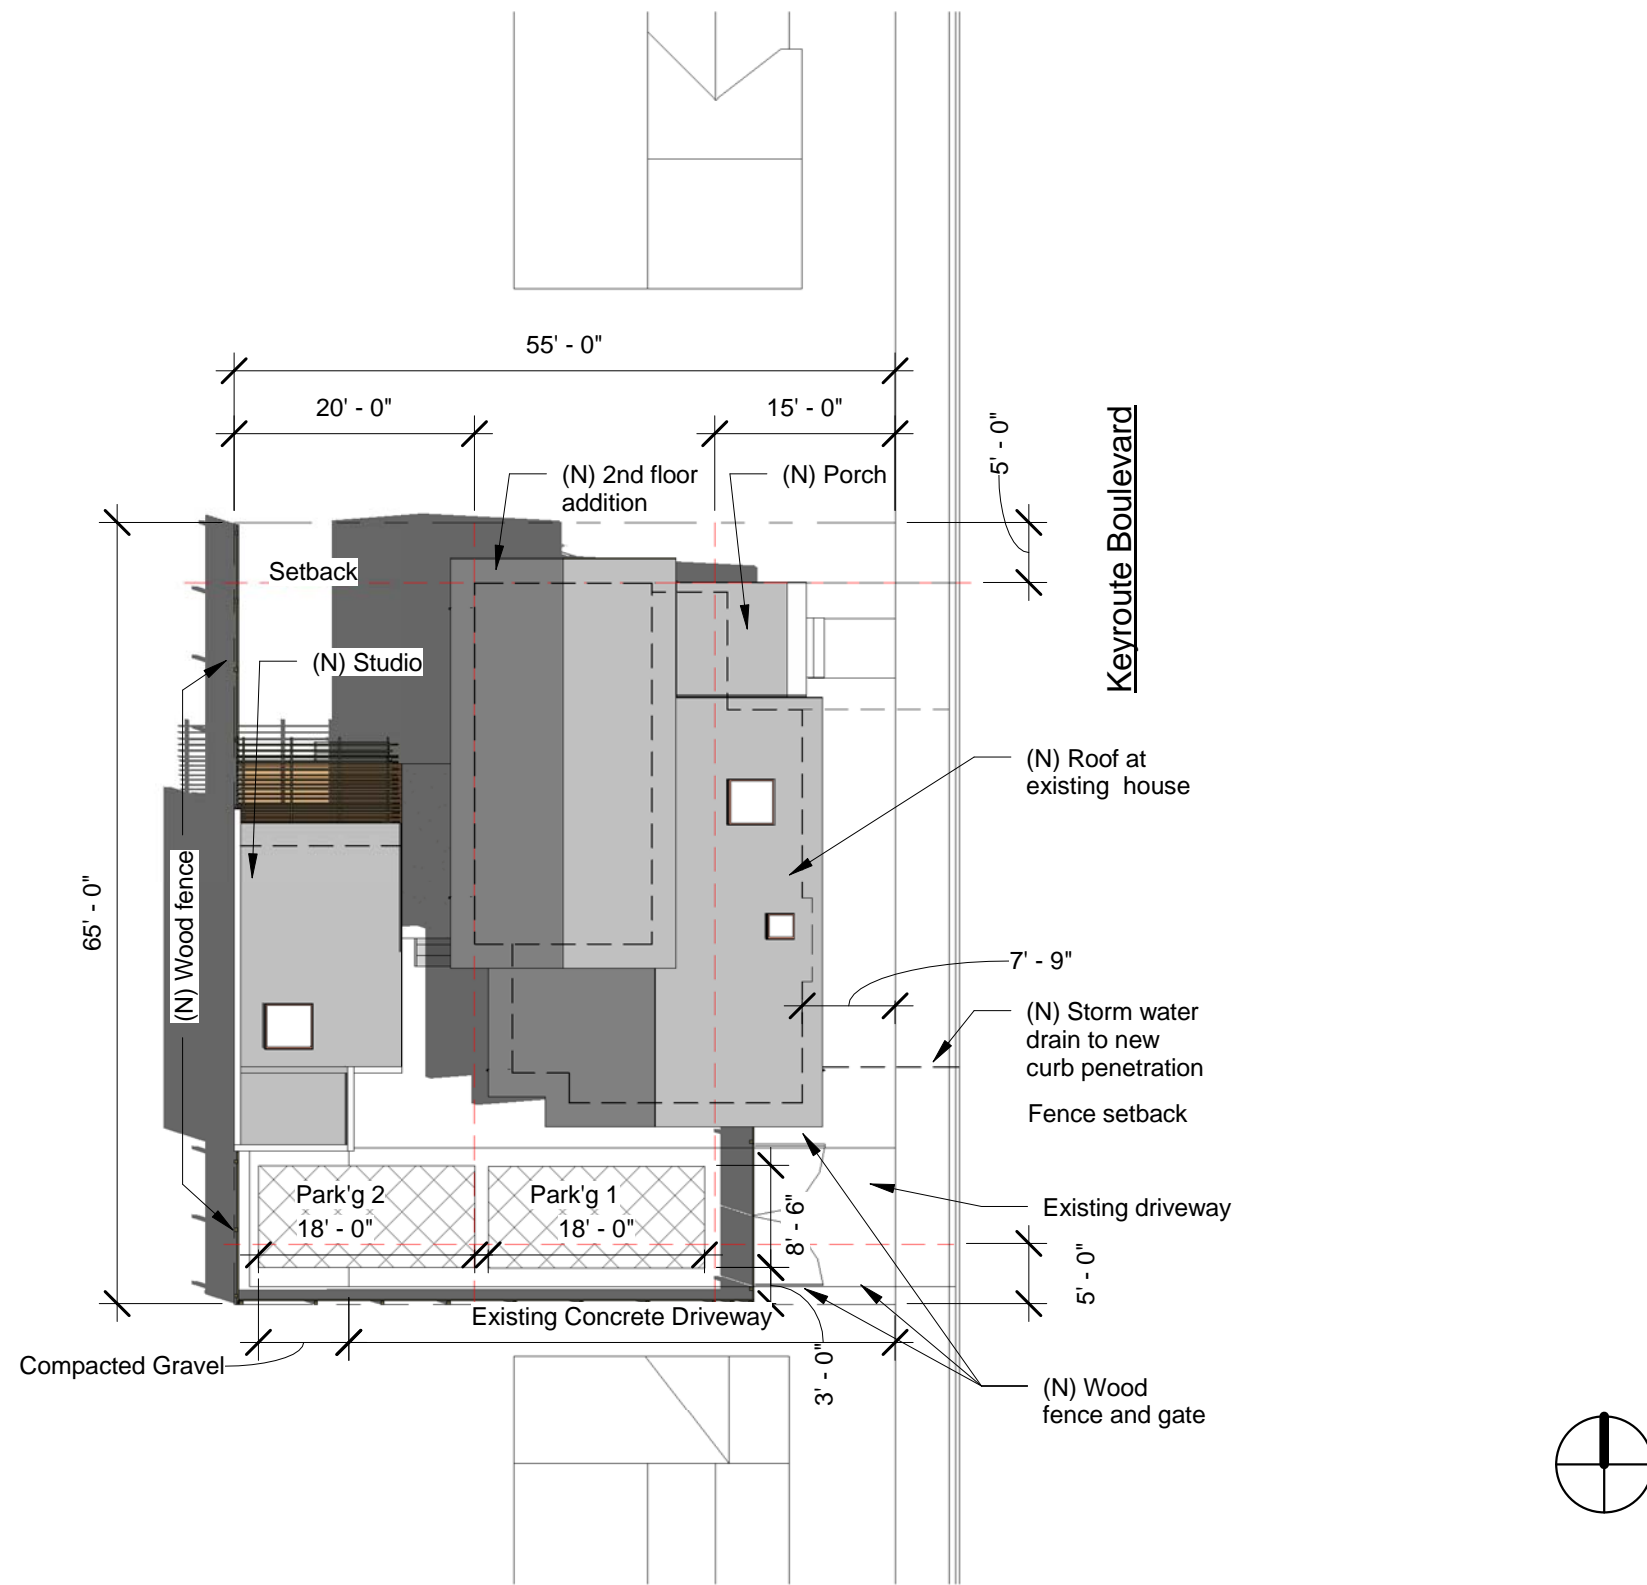 55' - 0"
20' - 0"
15' - 0"
5' - 0"
Keyroute Boulevard
(N) 2nd floor
addition
(N) Porch
Setback
(N) Studio
(N) Roof at
existing  house
(N) Wood fence
65' - 0"
7' - 9"
(N) Storm water
drain to new
curb penetration
Fence setback
Park'g 2
18' - 0"
Park'g 1
18' - 0"
8' - 6"
Existing driveway
5' - 0"
Existing Concrete Driveway
Compacted Gravel
3' - 0"
(N) Wood
fence and gate